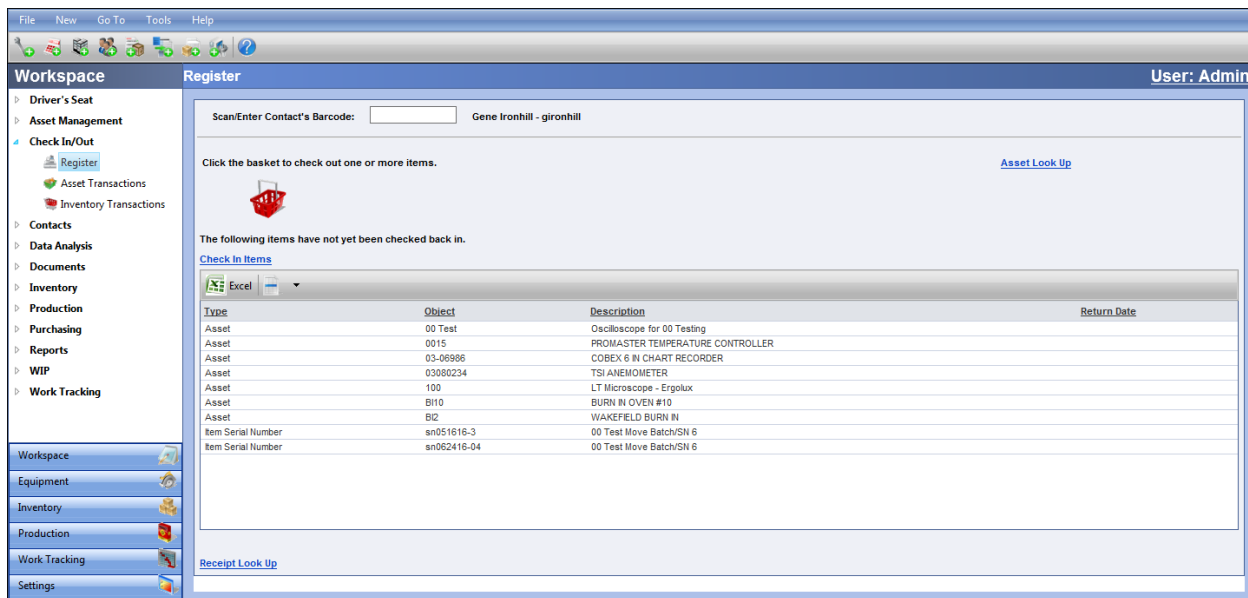 File New Go To Tools Help
Workspace
Register
User: Admin
Driver's Seat
Asset Management
Check In/Out
Register
Asset Transactions
Inventory Transactions
Contacts
Data Analysis
Documents
Inventory
Production
Purchasing
Reports
WIP
Work Tracking
Workspace
Equipment
Inventory
Production
Work Tracking
Settings
Scan/Enter Contact's Barcode: Gene Ironhill - gironhill
Click the basket to check out one or more items. Asset Look Up
The following items have not yet been checked back in.
Check In Items
Excel
Type Object Description Return Date
Asset 00 Test Oscilloscope for 00 Testing
Asset 0015 PROMASTER TEMPERATURE CONTROLLER
Asset 03-06986 COBEX 6 IN CHART RECORDER
Asset 03080234 TSI ANEMOMETER
Asset 100 LT Microscope - Ergolux
Asset BI10 BURN IN OVEN #10
Asset BI2 WAKEFIELD BURN IN
Item Serial Number sn051616-3 00 Test Move Batch/SN 6
Item Serial Number sn062416-04 00 Test Move Batch/SN 6
Receipt Look Up